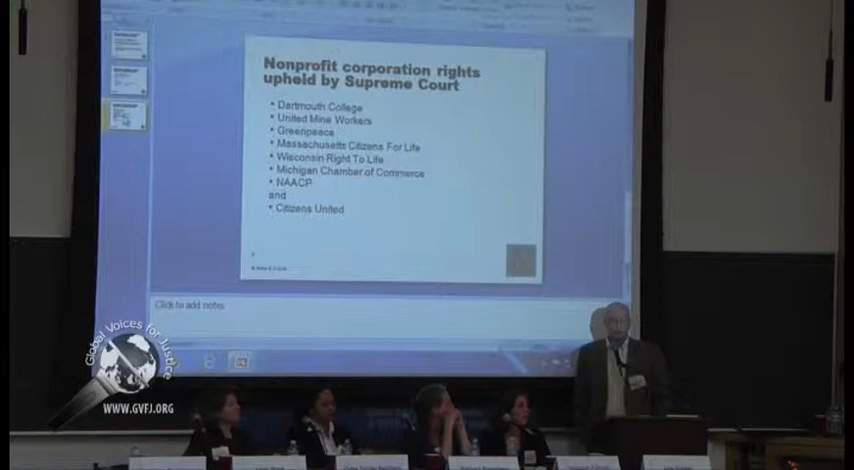 Nonprofit corporation rights
upheld by Supreme Court
• Dartmouth College
• United Mine Workers
• Greenpeace
• Massachusetts Citizens For Life
• Wisconsin Right To Life
• Michigan Chamber of Commerce
• NAACP
and
• Citizens United
Click to add notes
Global Voices for Justice
WWW.GVFJ.ORG